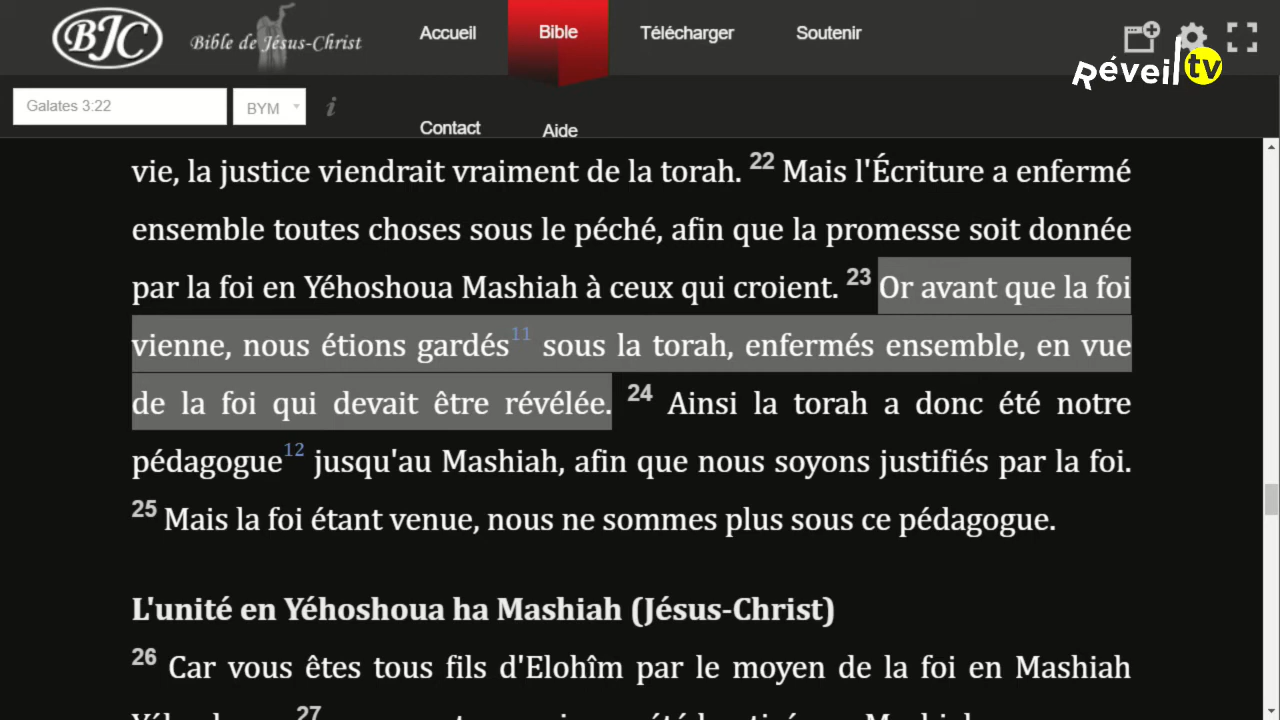 BJC Bible de Jésus-Christ
Accueil Bible Télécharger Soutenir
Réveil tv
Galates 3:22 BYM i
Contact Aide
vie, la justice viendrait vraiment de la torah. 22 Mais l'Écriture a enfermé
ensemble toutes choses sous le péché, afin que la promesse soit donnée
par la foi en Yéhoshoua Mashiah à ceux qui croient. 23 Or avant que la foi
vienne, nous étions gardés11 sous la torah, enfermés ensemble, en vue
de la foi qui devait être révélée. 24 Ainsi la torah a donc été notre
pédagogue12 jusqu'au Mashiah, afin que nous soyons justifiés par la foi.
25 Mais la foi étant venue, nous ne sommes plus sous ce pédagogue.
L'unité en Yéhoshoua ha Mashiah (Jésus-Christ)
26 Car vous êtes tous fils d'Elohîm par le moyen de la foi en Mashiah
27